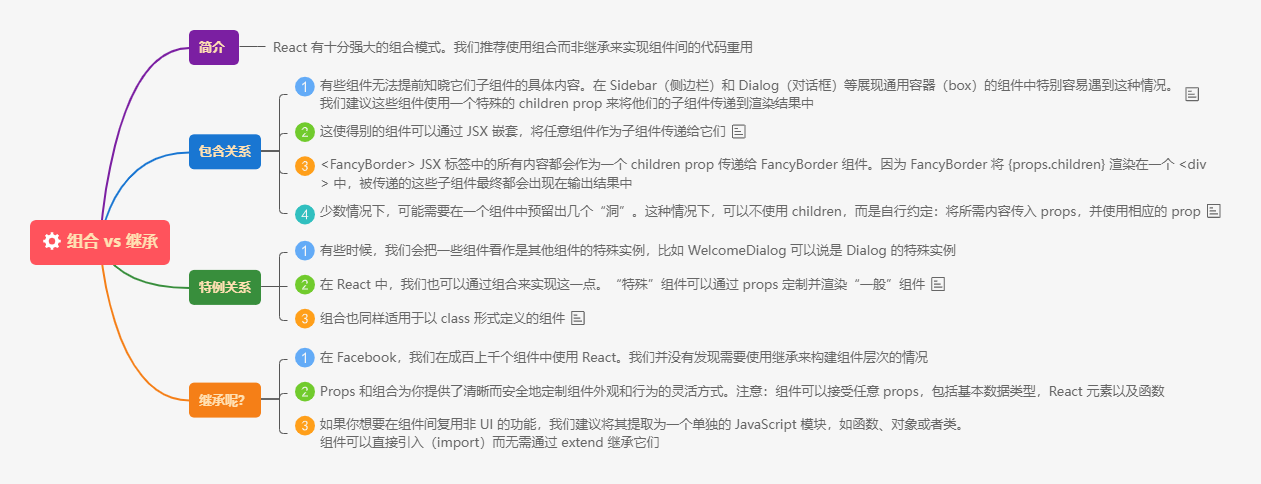 组合 vs 继承
简介
React 有十分强大的组合模式。我们推荐使用组合而非继承来实现组件间的代码重用
包含关系
1 有些组件无法提前知晓它们子组件的具体内容。在 Sidebar（侧边栏）和 Dialog（对话框）等展现通用容器（box）的组件中特别容易遇到这种情况。
我们建议这些组件使用一个特殊的 children prop 来将他们的子组件传递到渲染结果中
2 这使得别的组件可以通过 JSX 嵌套，将任意组件作为子组件传递给它们
3 <FancyBorder> JSX 标签中的所有内容都会作为一个 children prop 传递给 FancyBorder 组件。因为 FancyBorder 将 {props.children} 渲染在一个 <div
> 中，被传递的这些子组件最终都会出现在输出结果中
4 少数情况下，可能需要在一个组件中预留出几个“洞”。这种情况下，可以不使用 children，而是自行约定：将所需内容传入 props，并使用相应的 prop
特例关系
1 有些时候，我们会把一些组件看作是其他组件的特殊实例，比如 WelcomeDialog 可以说是 Dialog 的特殊实例
2 在 React 中，我们也可以通过组合来实现这一点。“特殊”组件可以通过 props 定制并渲染“一般”组件
3 组合也同样适用于以 class 形式定义的组件
继承呢？
1 在 Facebook，我们在成百上千个组件中使用 React。我们并没有发现需要使用继承来构建组件层次的情况
2 Props 和组合为你提供了清晰而安全地定制组件外观和行为的灵活方式。注意：组件可以接受任意 props，包括基本数据类型，React 元素以及函数
3 如果你想要在组件间复用非 UI 的功能，我们建议将其提取为一个单独的 JavaScript 模块，如函数、对象或者类。
组件可以直接引入（import）而无需通过 extend 继承它们